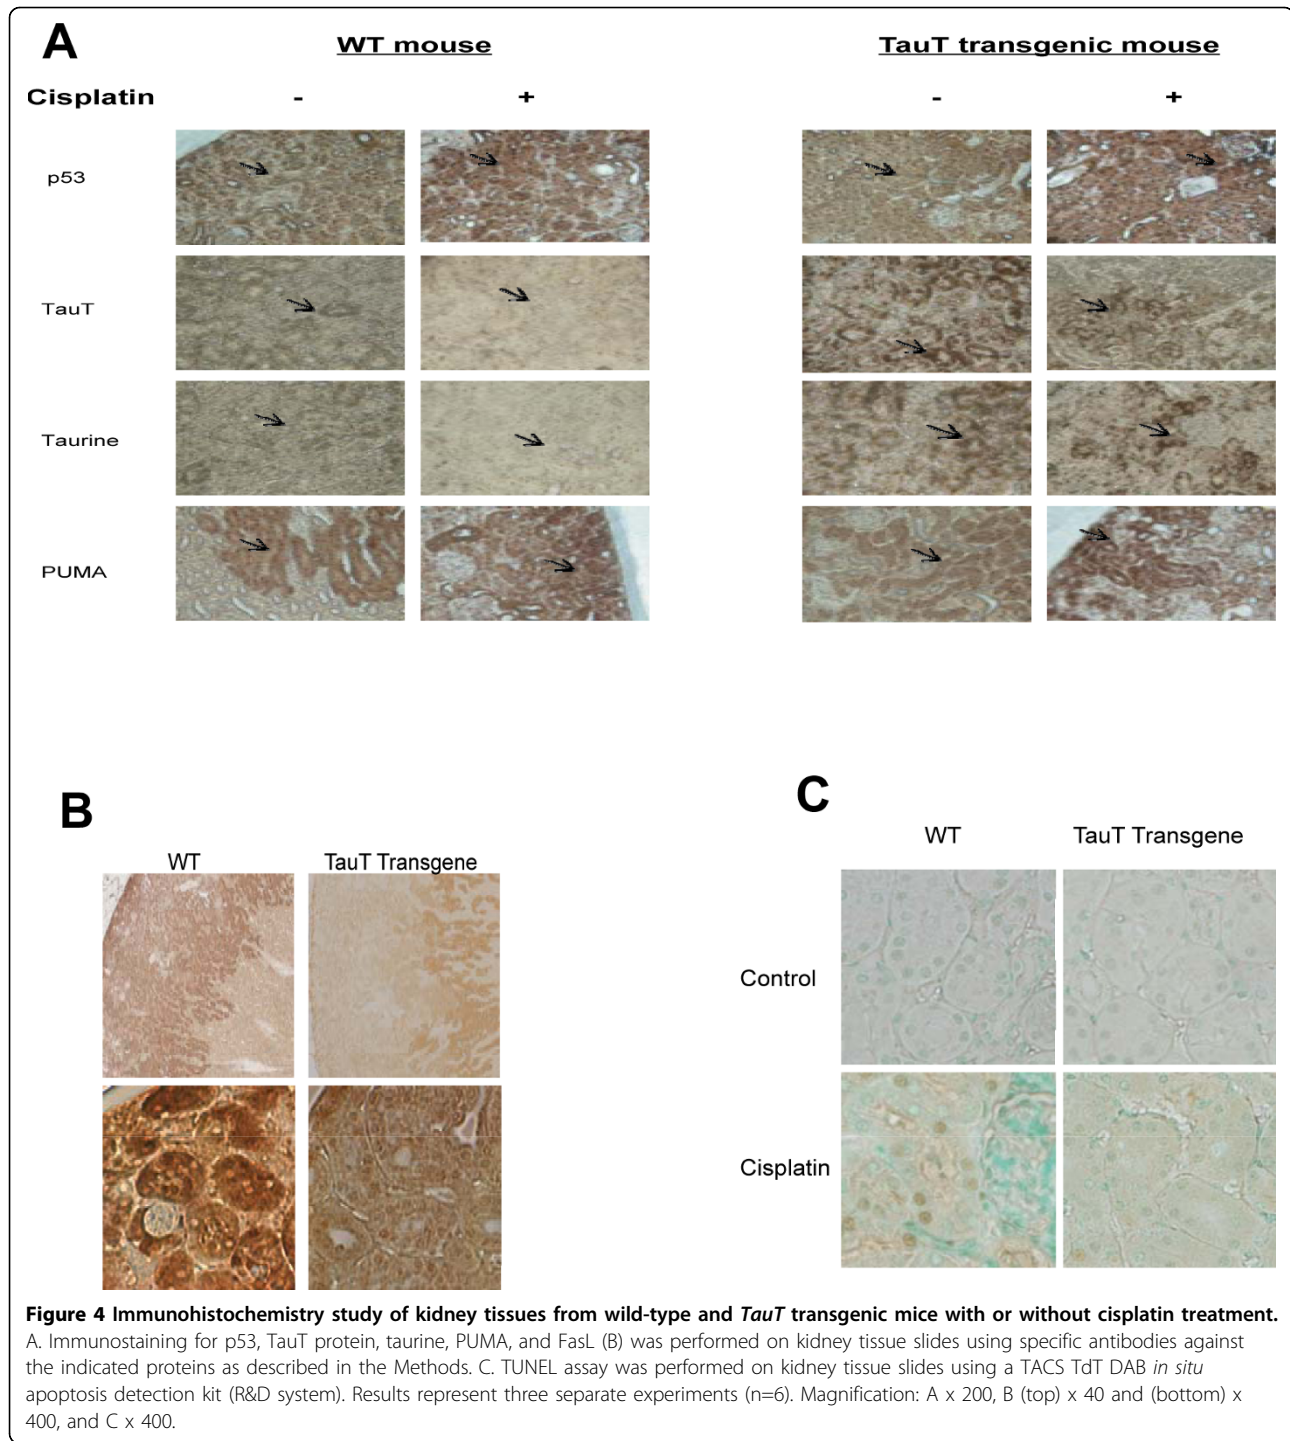 A
WT mouse
TauT transgenic mouse
Cisplatin - + - +
p53
TauT
Taurine
PUMA
B
WT TauT Transgene
C
WT TauT Transgene
Control
Cisplatin
Figure 4 Immunohistochemistry study of kidney tissues from wild-type and TauT transgenic mice with or without cisplatin treatment.
A. Immunostaining for p53, TauT protein, taurine, PUMA, and FasL (B) was performed on kidney tissue slides using specific antibodies against
the indicated proteins as described in the Methods. C. TUNEL assay was performed on kidney tissue slides using a TACS TdT DAB in situ
apoptosis detection kit (R&D system). Results represent three separate experiments (n=6). Magnification: A x 200, B (top) x 40 and (bottom) x
400, and C x 400.